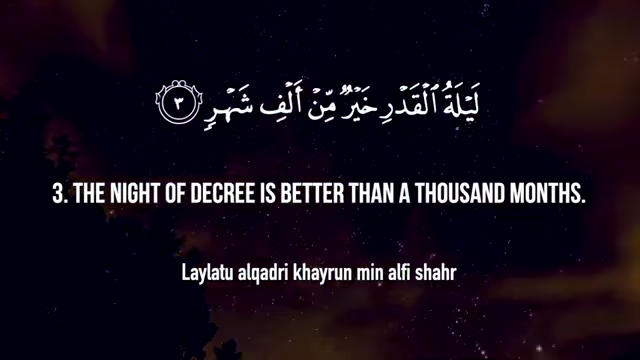 لَيْلَةُ ٱلْقَدْرِ خَيْرٌ مِّنْ أَلْفِ شَهْرٍ ٣
3. THE NIGHT OF DECREE IS BETTER THAN A THOUSAND MONTHS.
Laylatu alqadri khayrun min alfi shahr